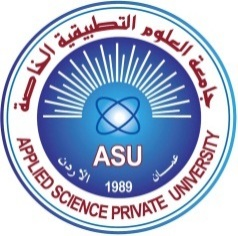 جامعة العلوم التطبيقية الخاصة
ASU
عمان
الأردن
1989
APPLIED SCIENCE PRIVATE UNIVERSITY